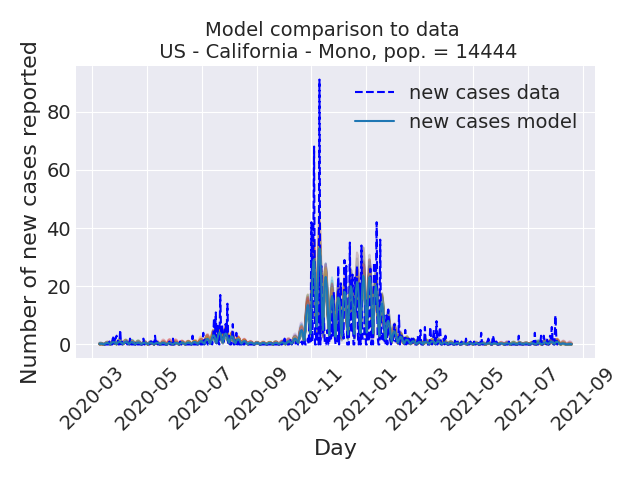 Model comparison to data
US - California - Mono, pop. = 14444
Number of new cases reported
80
60
40
20
0
new cases data
new cases model
2020-03
2020-05
2020-07
2020-09
2020-11
2021-01
2021-03
2021-05
2021-07
2021-09
Day